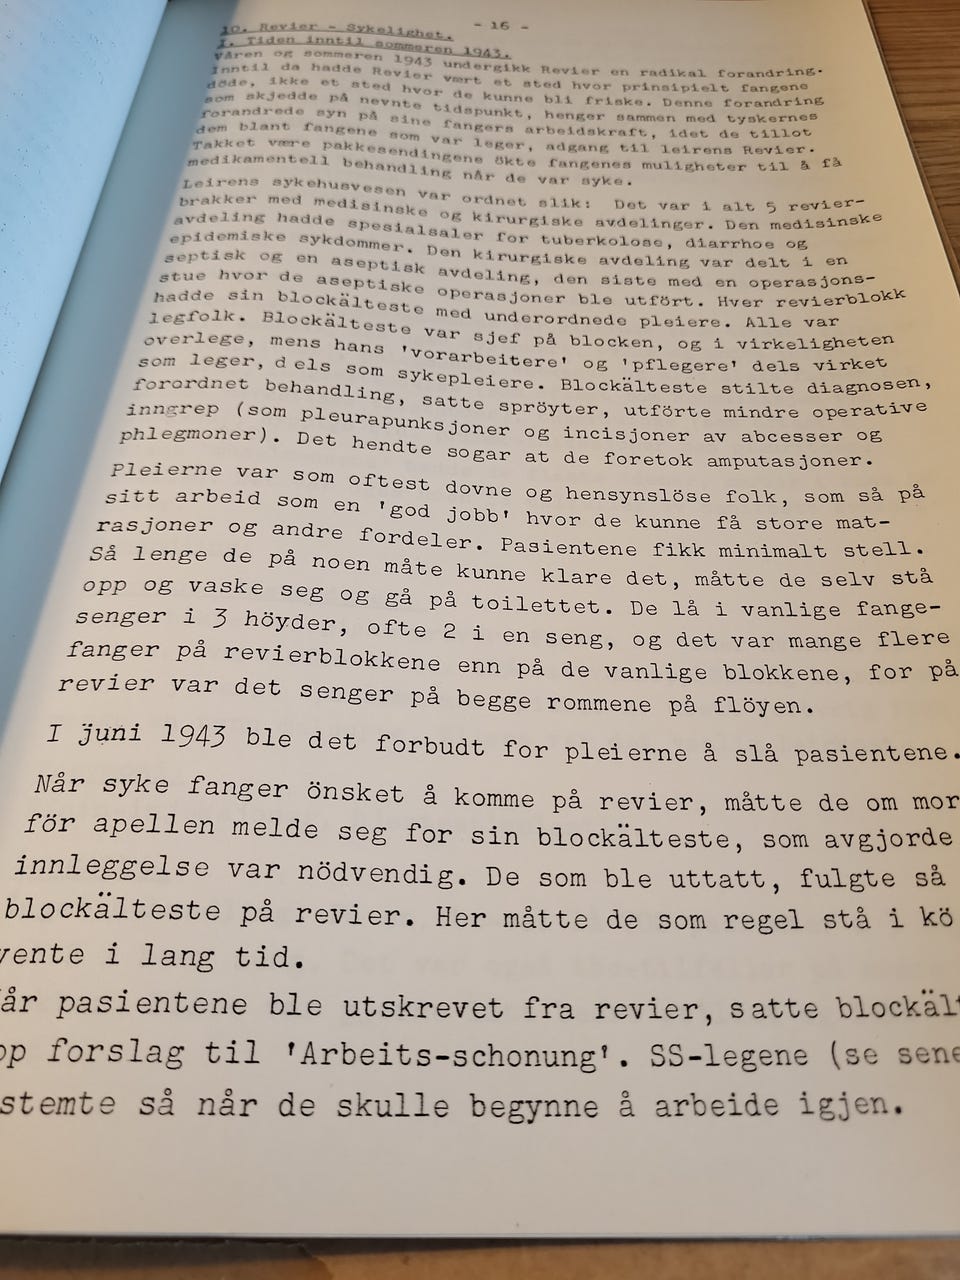 - 16 -
10. Revier - Sykelighet.
I. Tiden inntil sommeren 1943.
Våren og sommeren 1943 undergikk Revier en radikal forandring.
Inntil da hadde Revier vært et sted hvor prinsipielt fangene
döde, ikke et sted hvor de kunne bli friske. Denne forandring
som skjedde på nevnte tidspunkt, henger sammen med tyskernes
forandrede syn på sine fangers arbeidskraft, idet de tillot
dem blant fangene som var leger, adgang til leirens Revier.
Takket være pakkesendingene ökte fangenes muligheter til å få
medikamentell behandling når de var syke.
Leirens sykehusvesen var ordnet slik: Det var i alt 5 revier-
brakker med medisinske og kirurgiske avdelinger. Den medisinske
avdeling hadde spesialsaler for tuberkolose, diarrhoe og
epidemiske sykdommer. Den kirurgiske avdeling var delt i en
septisk og en aseptisk avdeling, den siste med en operasjons-
stue hvor de aseptiske operasjoner ble utfört. Hver revierblokk
hadde sin blockälteste med underordnede pleiere. Alle var
legfolk. Blockälteste var sjef på blocken, og i virkeligheten
overlege, mens hans 'vorarbeitere' og 'pflegere' dels virket
som leger, dels som sykepleiere. Blockälteste stilte diagnosen,
forordnet behandling, satte spröyter, utförte mindre operative
inngrep (som pleurapunksjoner og incisjoner av abcesser og
phlegmoner). Det hendte sogar at de foretok amputasjoner.
Pleierne var som oftest dovne og hensynslöse folk, som så på
sitt arbeid som en 'god jobb' hvor de kunne få store mat-
rasjoner og andre fordeler. Pasientene fikk minimalt stell.
Så lenge de på noen måte kunne klare det, måtte de selv stå
opp og vaske seg og gå på toilettet. De lå i vanlige fange-
senger i 3 höyder, ofte 2 i en seng, og det var mange flere
fanger på revierblokkene enn på de vanlige blokkene, for på
revier var det senger på begge rommene på flöyen.
I juni 1943 ble det forbudt for pleierne å slå pasientene.
Når syke fanger önsket å komme på revier, måtte de om mor
för apellen melde seg for sin blockälteste, som avgjorde
innleggelse var nödvendig. De som ble uttatt, fulgte så
blockälteste på revier. Her måtte de som regel stå i kö
vente i lang tid.
år pasientene ble utskrevet fra revier, satte blockält
pp forslag til 'Arbeits-schonung'. SS-legene (se sene
stemte så når de skulle begynne å arbeide igjen.